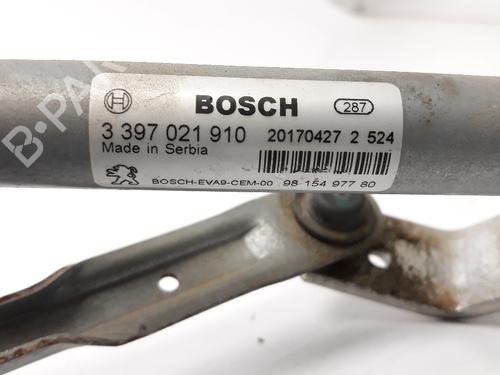 BOSCH 287
3 397 021 910 20170427 2 524
Made in Serbia
BOSCH-EVA9-CEM-00 98 154 977 80
B-PAR